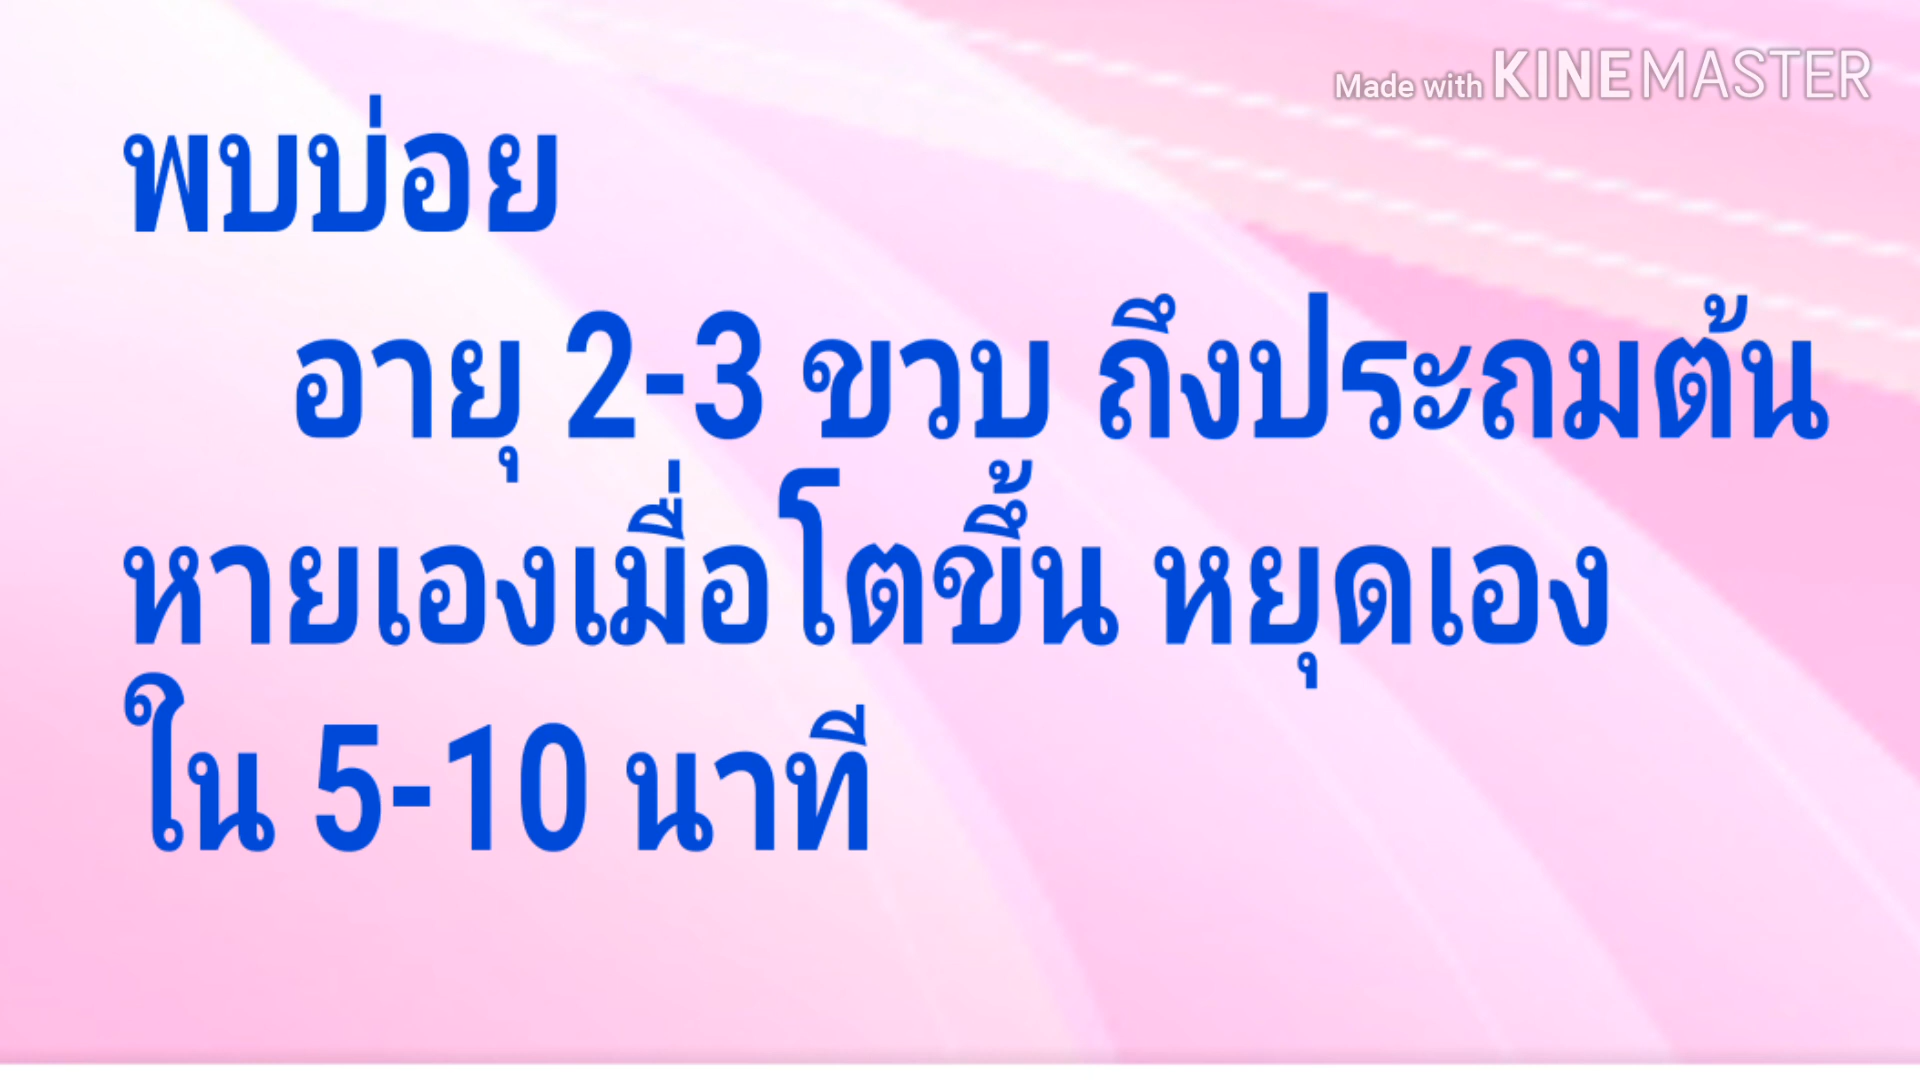 Made with KINEMASTER
พบบ่อย
อายุ 2-3 ขวบ ถึงประถมต้น
หายเองเมื่อโตขึ้น หยุดเอง
ใน 5-10 นาที